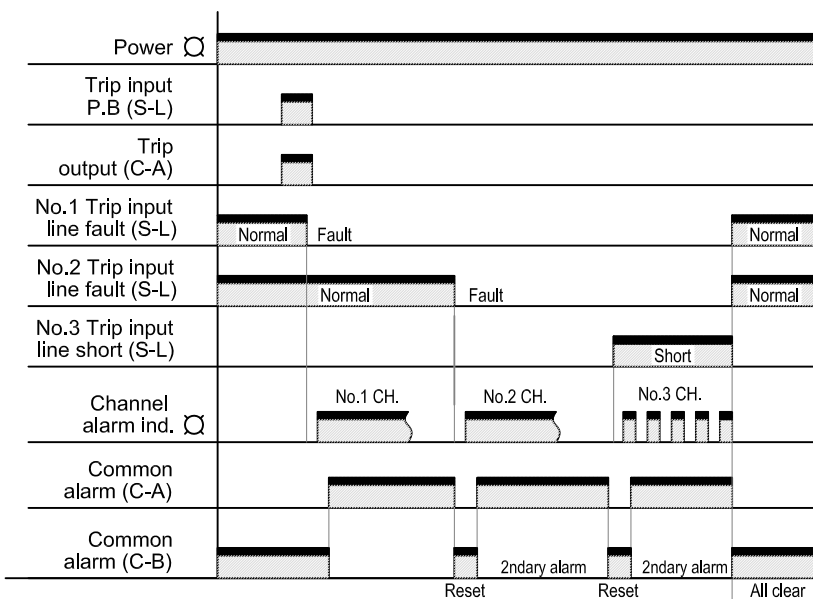 Power
Trip input
P.B (S-L)
Trip
output (C-A)
No.1 Trip input
line fault (S-L)
Normal
Fault
Normal
No.2 Trip input
line fault (S-L)
Normal
Fault
Normal
No.3 Trip input
line short (S-L)
Short
Channel
alarm ind.
No.1 CH.
No.2 CH.
No.3 CH.
Common
alarm (C-A)
Common
alarm (C-B)
2ndary alarm
2ndary alarm
Reset
Reset
All clear